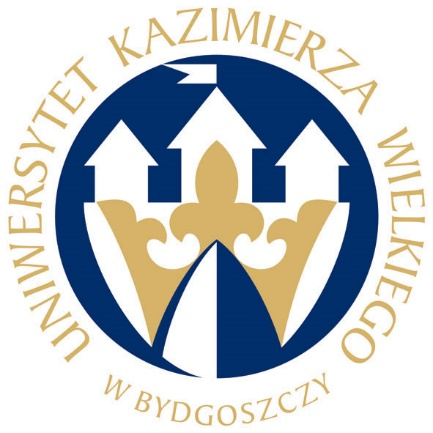 UNIWERSYTET KAZIMIERZA WIELKIEGO
W BYDGOSZCZY